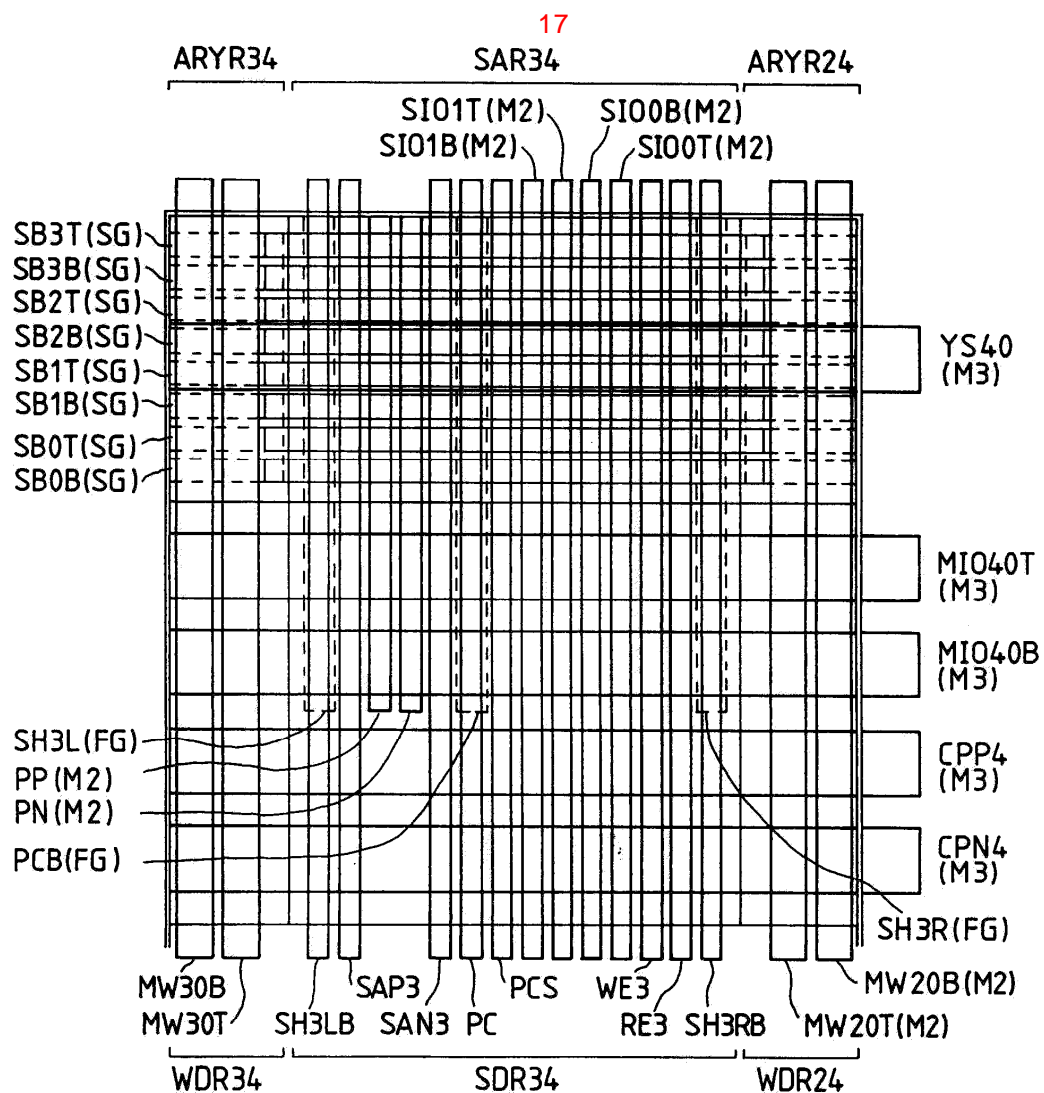 17
ARYR34 SAR34 ARYR24
SIO1T(M2) SIO0B(M2)
SIO1B(M2) SIO0T(M2)
SB3T(SG)
SB3B(SG)
SB2T(SG)
SB2B(SG)
SB1T(SG)
SB1B(SG)
SB0T(SG)
SB0B(SG)
YS40
(M3)
MIO40T
(M3)
MIO40B
(M3)
SH3L(FG)
PP(M2)
PN(M2)
PCB(FG)
CPP4
(M3)
CPN4
(M3)
SH3R(FG)
MW30B SAP3 PCS WE3 MW20B(M2)
MW30T SH3LB SAN3 PC RE3 SH3RB MW20T(M2)
WDR34 SDR34 WDR24